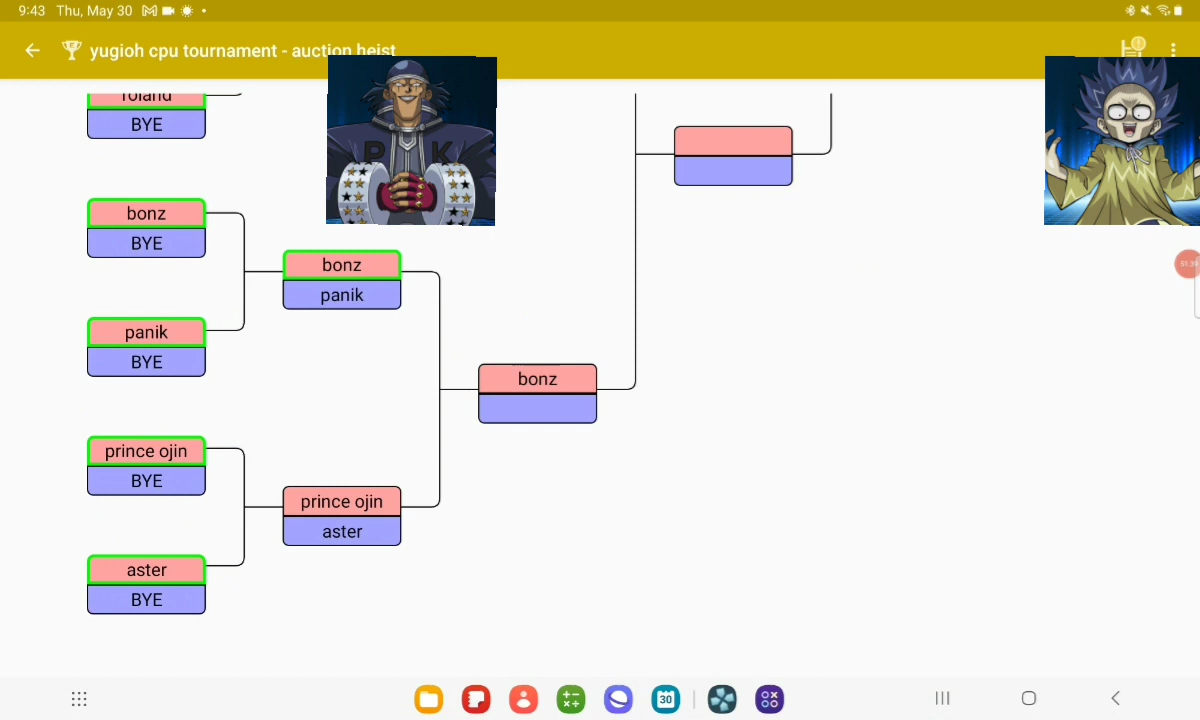 9:43 Thu, May 30
yugioh cpu tournament - auction heist
roland
BYE
bonz
BYE
bonz
panik
panik
BYE
bonz
prince ojin
BYE
prince ojin
aster
aster
BYE
P K
30